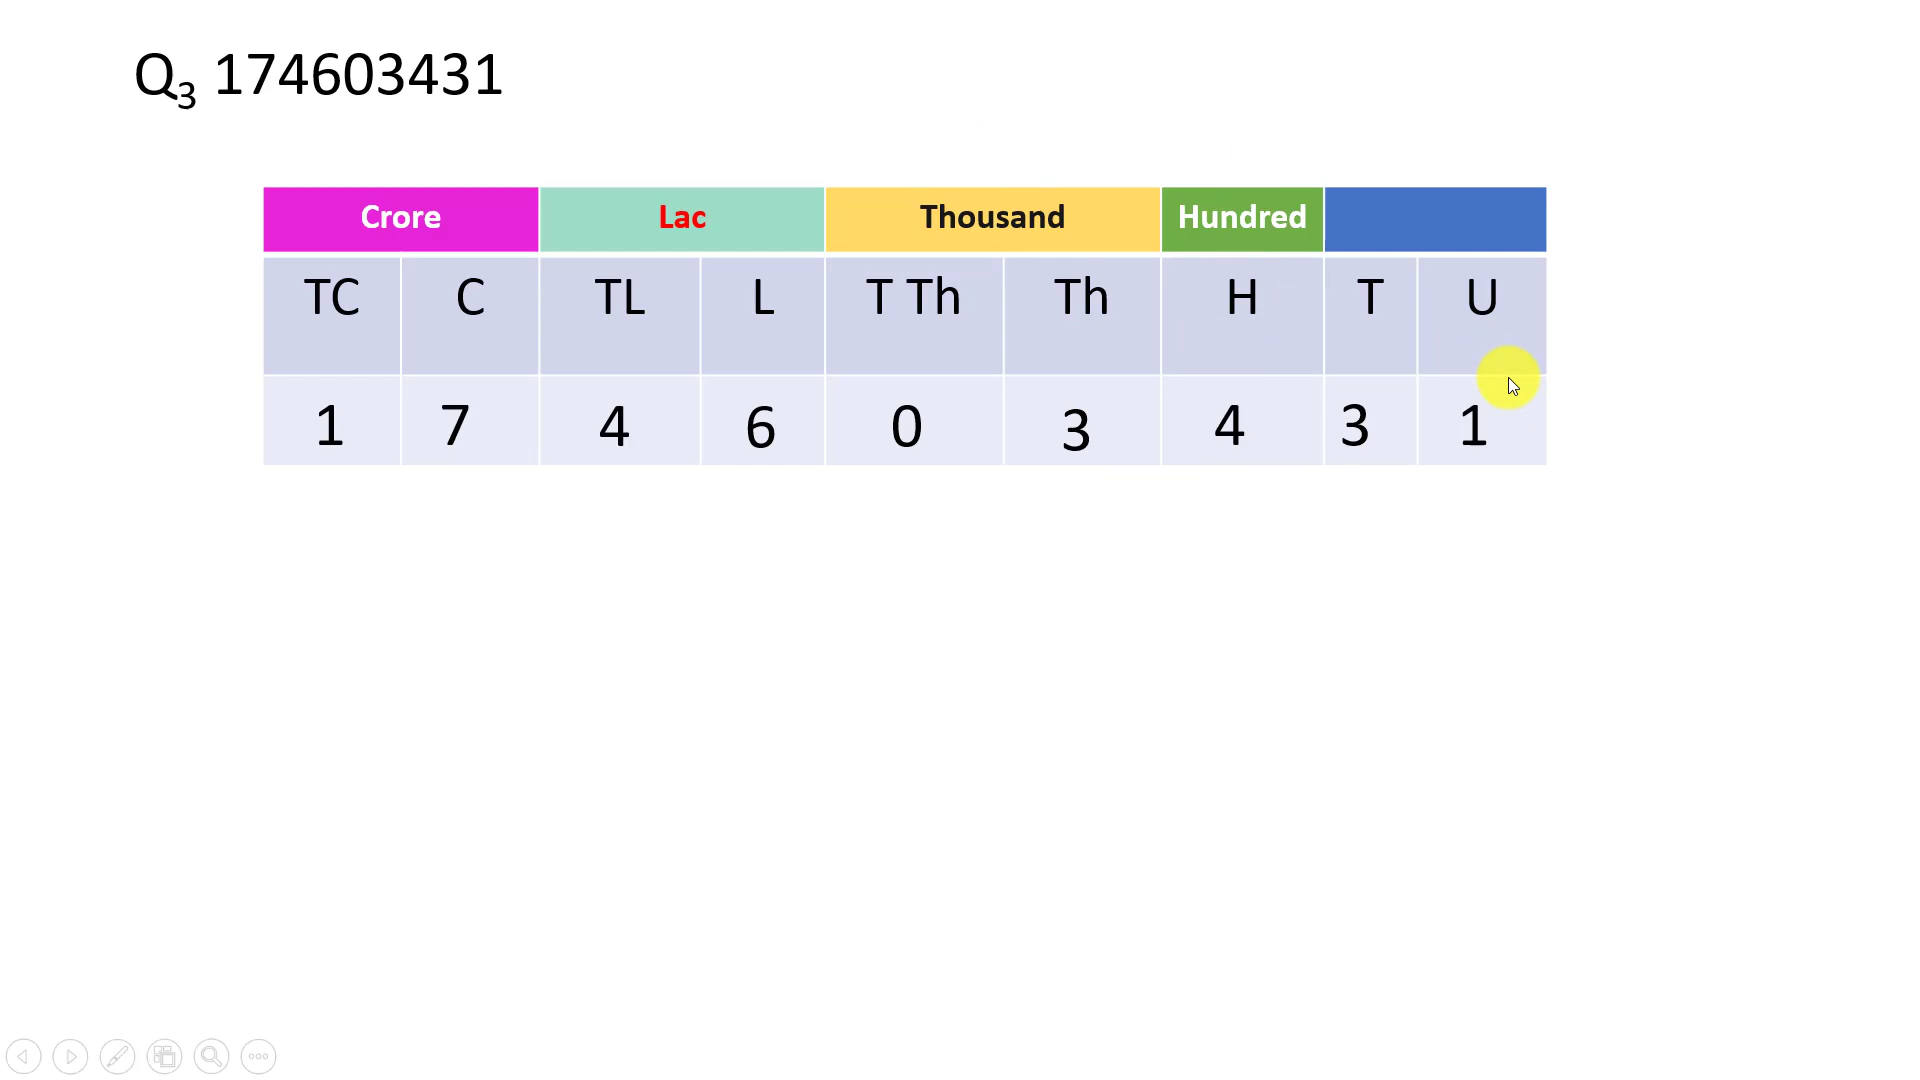 Q3 174603431
Crore Lac Thousand Hundred
TC C TL L T Th Th H T U
1 7 4 6 0 3 4 3 1